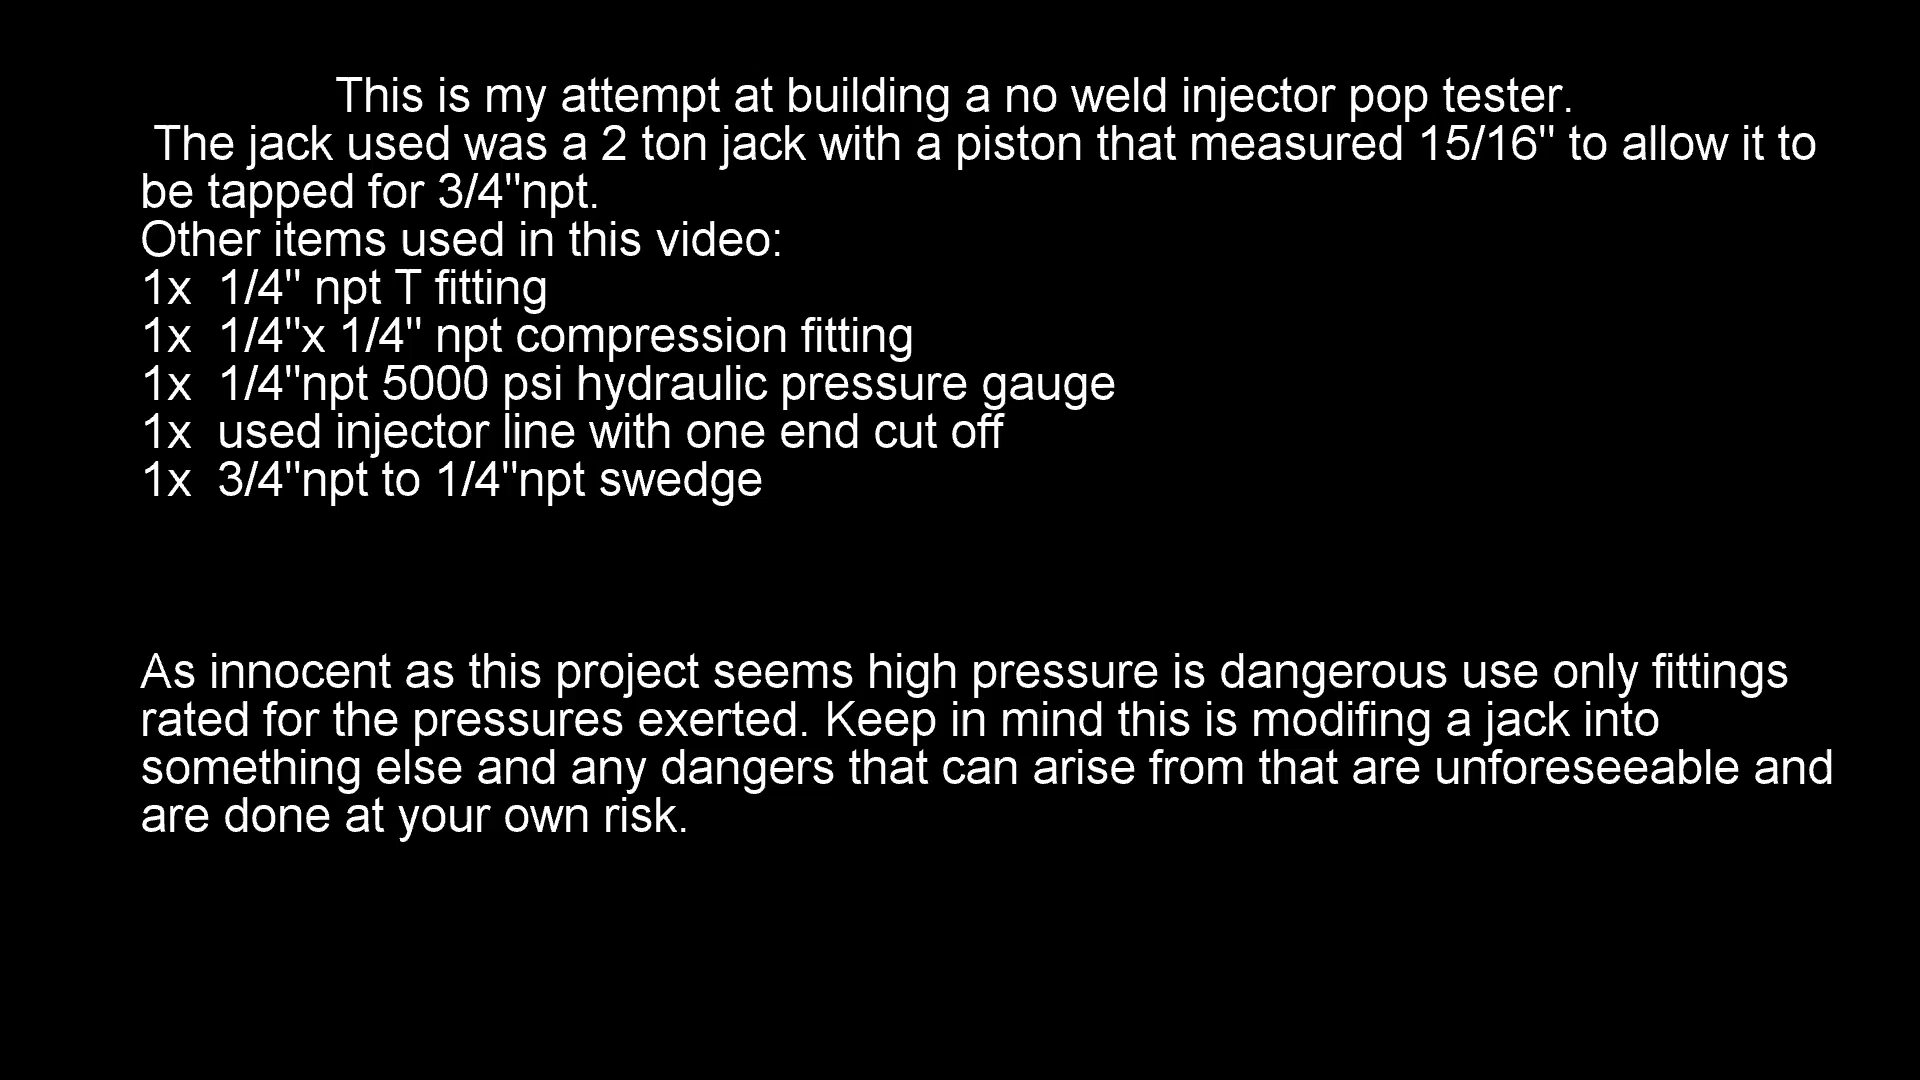 This is my attempt at building a no weld injector pop tester.
The jack used was a 2 ton jack with a piston that measured 15/16" to allow it to
be tapped for 3/4"npt.
Other items used in this video:
1x  1/4" npt T fitting
1x  1/4"x 1/4" npt compression fitting
1x  1/4"npt 5000 psi hydraulic pressure gauge
1x  used injector line with one end cut off
1x  3/4"npt to 1/4"npt swedge
As innocent as this project seems high pressure is dangerous use only fittings
rated for the pressures exerted. Keep in mind this is modifing a jack into
something else and any dangers that can arise from that are unforeseeable and
are done at your own risk.